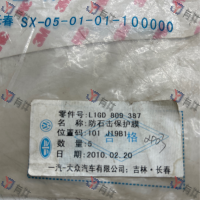 春 SX-05-01-01-100000
零件号: L1GD 809 387
名称: 防石击保护膜
位置码: 101 J19B1
数量: 5
日期: 2010.02.20
合格
一汽-大众汽车有限公司: 吉林·长春